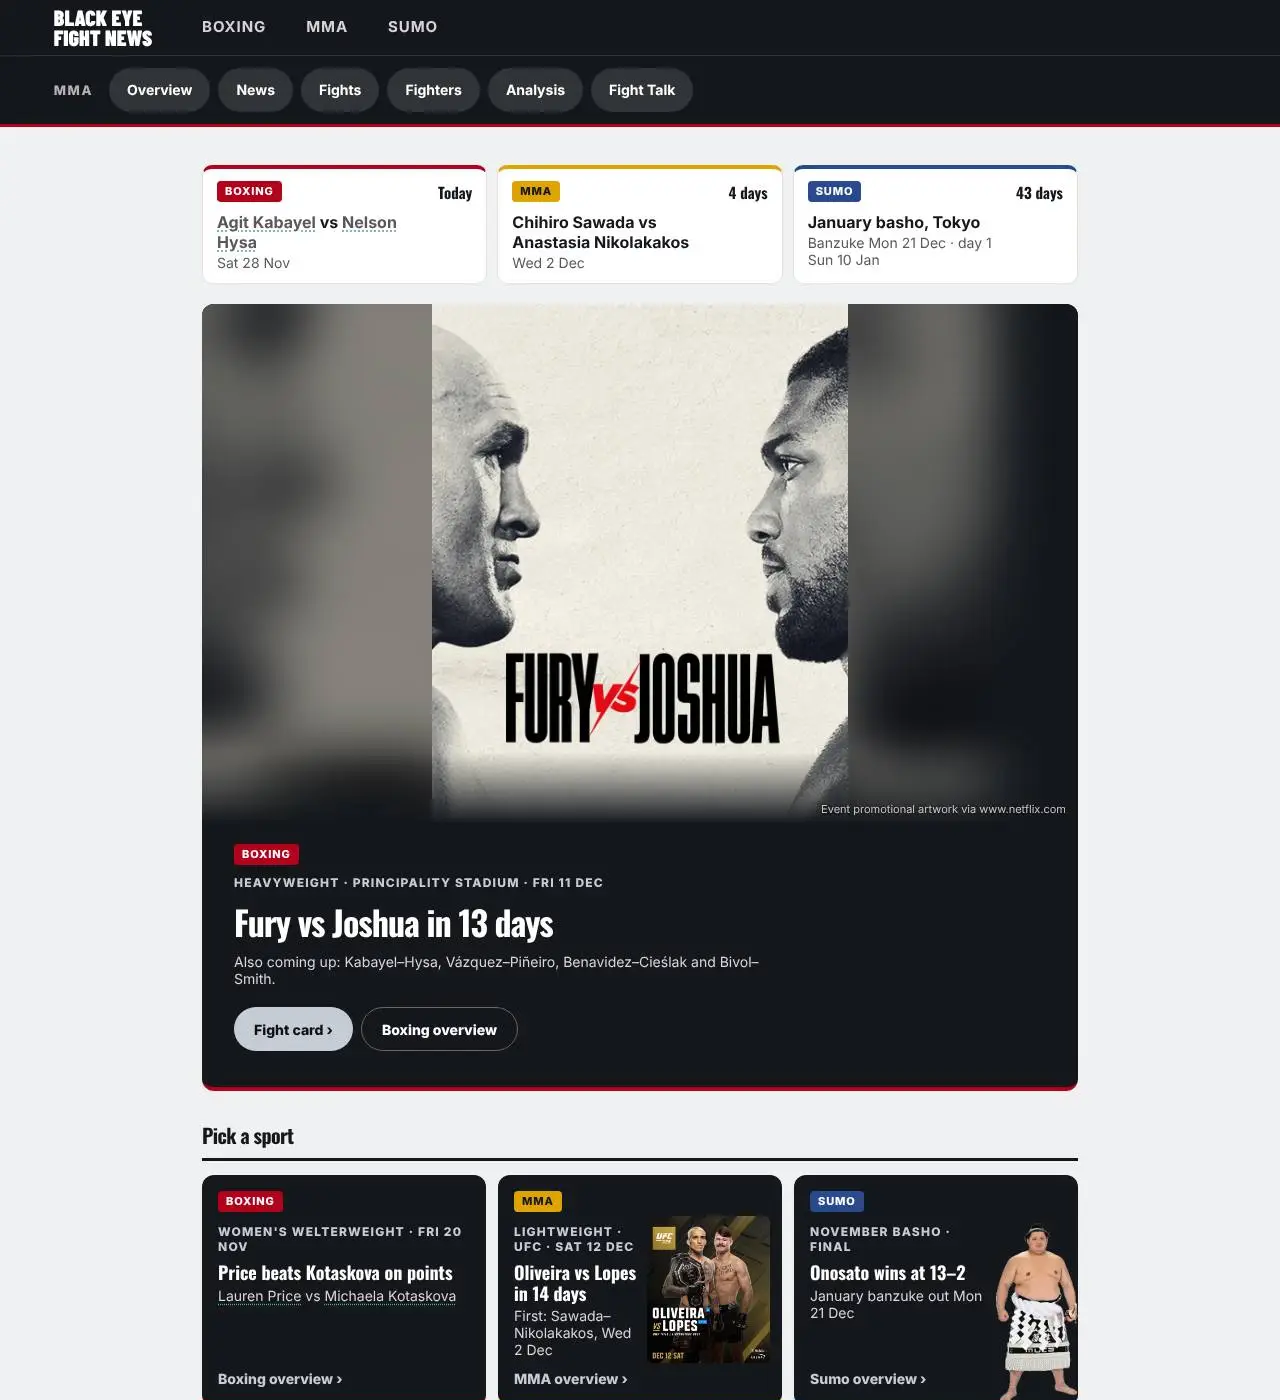 BLACK EYE
FIGHT NEWS
BOXING
MMA
SUMO
MMA
Overview
News
Fights
Fighters
Analysis
Fight Talk
BOXING
Today
Agit Kabayel vs Nelson
Hysa
Sat 28 Nov
MMA
4 days
Chihiro Sawada vs
Anastasia Nikolakakos
Wed 2 Dec
SUMO
43 days
January basho, Tokyo
Banzuke Mon 21 Dec · day 1
Sun 10 Jan
FURY VS JOSHUA
Event promotional artwork via www.netflix.com
BOXING
HEAVYWEIGHT · PRINCIPALITY STADIUM · FRI 11 DEC
Fury vs Joshua in 13 days
Also coming up: Kabayel–Hysa, Vázquez–Piñeiro, Benavidez–Cieślak and Bivol–
Smith.
Fight card ›
Boxing overview
Pick a sport
BOXING
WOMEN'S WELTERWEIGHT · FRI 20
NOV
Price beats Kotaskova on points
Lauren Price vs Michaela Kotaskova
Boxing overview ›
MMA
LIGHTWEIGHT ·
UFC · SAT 12 DEC
Oliveira vs Lopes
in 14 days
First: Sawada–
Nikolakakos, Wed
2 Dec
MMA overview ›
UFC
OLIVEIRA
VS LOPES
DEC 12 SAT
SUMO
NOVEMBER BASHO ·
FINAL
Onosato wins at 13–2
January banzuke out Mon
21 Dec
Sumo overview ›